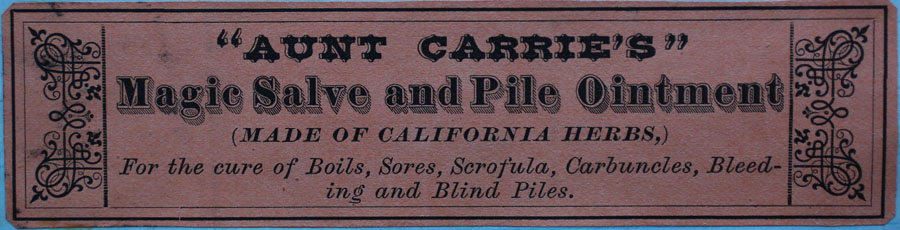 "AUNT CARRIE'S"
Magic Salve and Pile Ointment
(MADE OF CALIFORNIA HERBS,)
For the cure of Boils, Sores, Scrofula, Carbuncles, Bleed-
ing and Blind Piles.